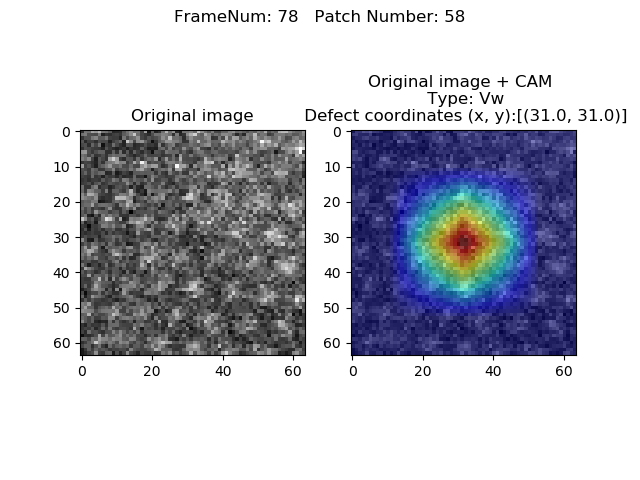 FrameNum: 78   Patch Number: 58
Original image
Original image + CAM
Type: Vw
Defect coordinates (x, y):[(31.0, 31.0)]
0
10
20
30
40
50
60
0 20 40 60
0
10
20
30
40
50
60
0 20 40 60